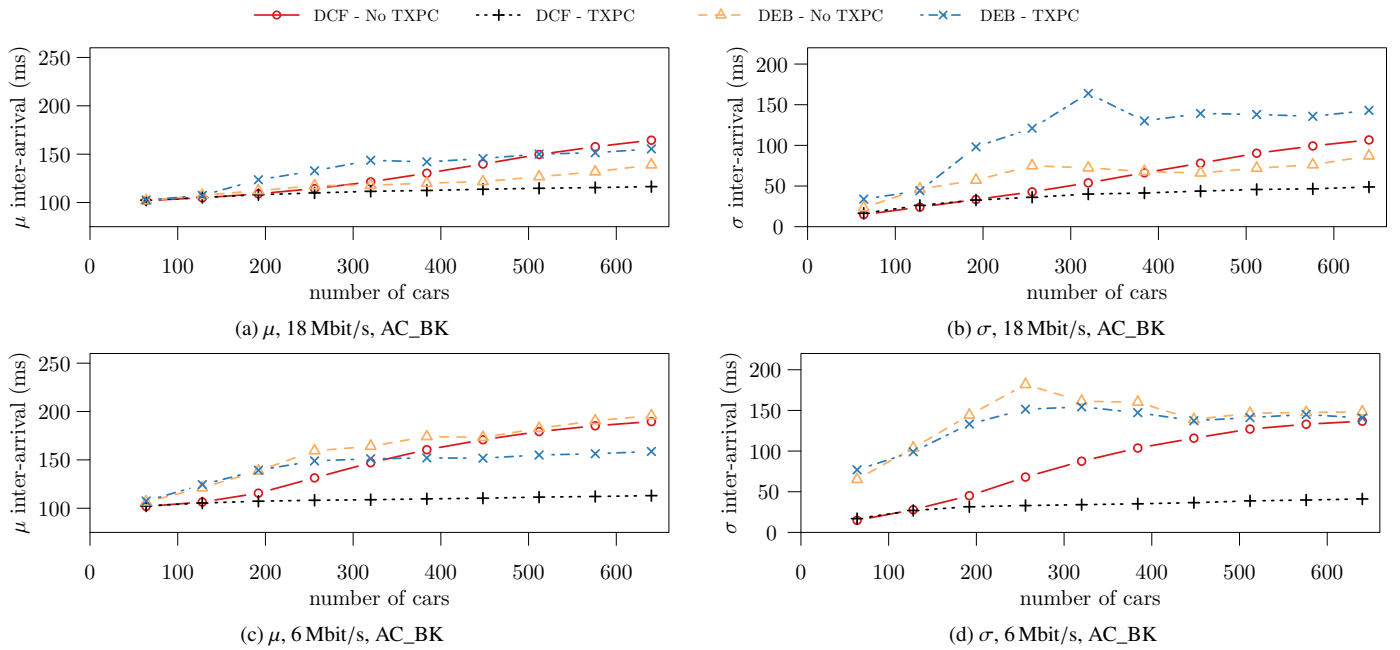 DCF - No TXPC DCF - TXPC DEB - No TXPC DEB - TXPC
μ inter-arrival (ms)
250
200
150
100
0 100 200 300 400 500 600
number of cars
(a) μ, 18 Mbit/s, AC_BK
σ inter-arrival (ms)
200
150
100
50
0
0 100 200 300 400 500 600
number of cars
(b) σ, 18 Mbit/s, AC_BK
μ inter-arrival (ms)
250
200
150
100
0 100 200 300 400 500 600
number of cars
(c) μ, 6 Mbit/s, AC_BK
σ inter-arrival (ms)
200
150
100
50
0
0 100 200 300 400 500 600
number of cars
(d) σ, 6 Mbit/s, AC_BK